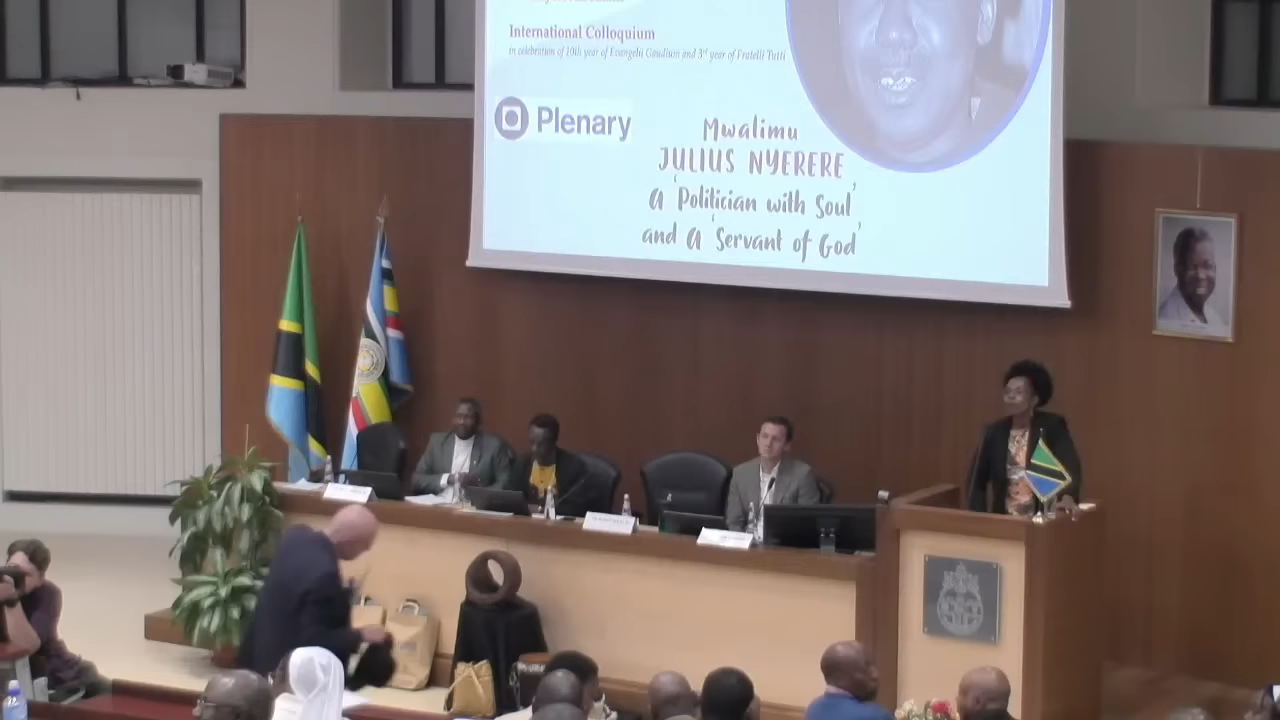 International Colloquium
in celebration of 10th year of Evangelii Gaudium and 3rd year of Fratelli Tutti
Plenary
Mwalimu
JULIUS NYERERE
a 'Politician with Soul'
and a 'Servant of God'